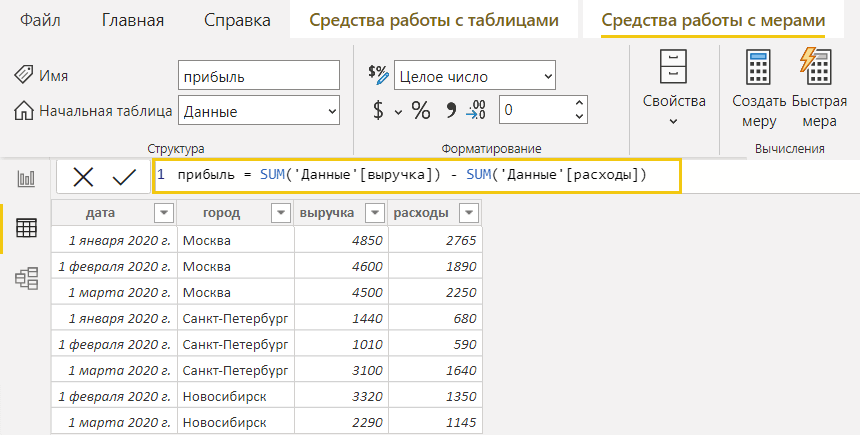 Файл Главная Справка Средства работы с таблицами Средства работы с мерами
Имя прибыль $% Целое число
Начальная таблица Данные $ % 9 .00 →.0 0
Свойства
Создать меру
Быстрая мера
Структура Форматирование Вычисления
1 прибыль = SUM('Данные'[выручка]) - SUM('Данные'[расходы])
дата город выручка расходы
1 января 2020 г. Москва 4850 2765
1 февраля 2020 г. Москва 4600 1890
1 марта 2020 г. Москва 4500 2250
1 января 2020 г. Санкт-Петербург 1440 680
1 февраля 2020 г. Санкт-Петербург 1010 590
1 марта 2020 г. Санкт-Петербург 3100 1640
1 февраля 2020 г. Новосибирск 3320 1350
1 марта 2020 г. Новосибирск 2290 1145